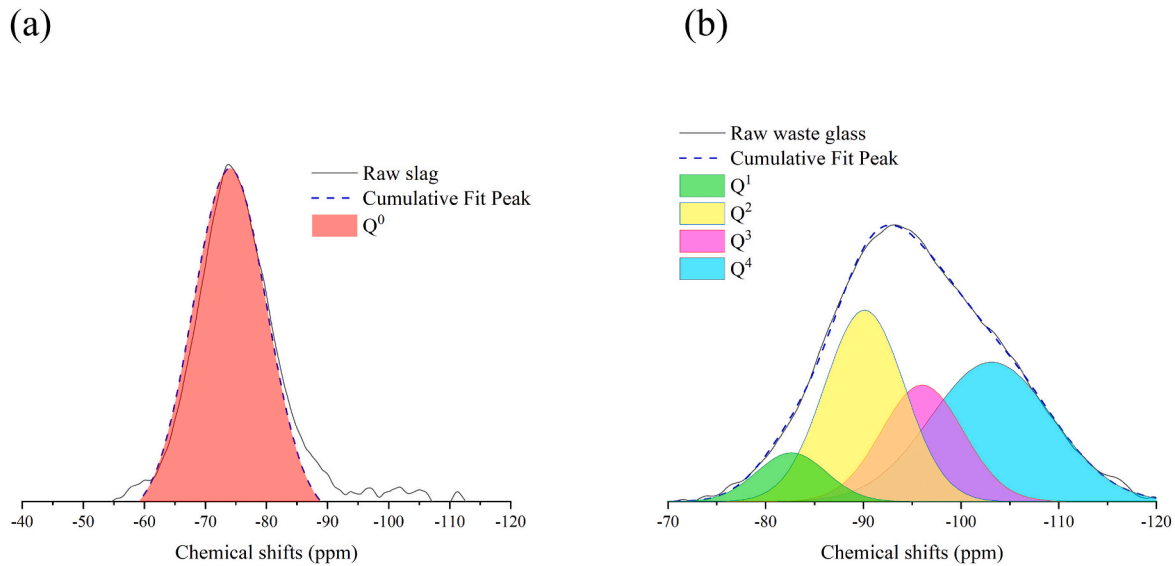 (a)
Raw slag
Cumulative Fit Peak
Q⁰
-40 -50 -60 -70 -80 -90 -100 -110 -120
Chemical shifts (ppm)
(b)
Raw waste glass
Cumulative Fit Peak
Q¹
Q²
Q³
Q⁴
-70 -80 -90 -100 -110 -120
Chemical shifts (ppm)